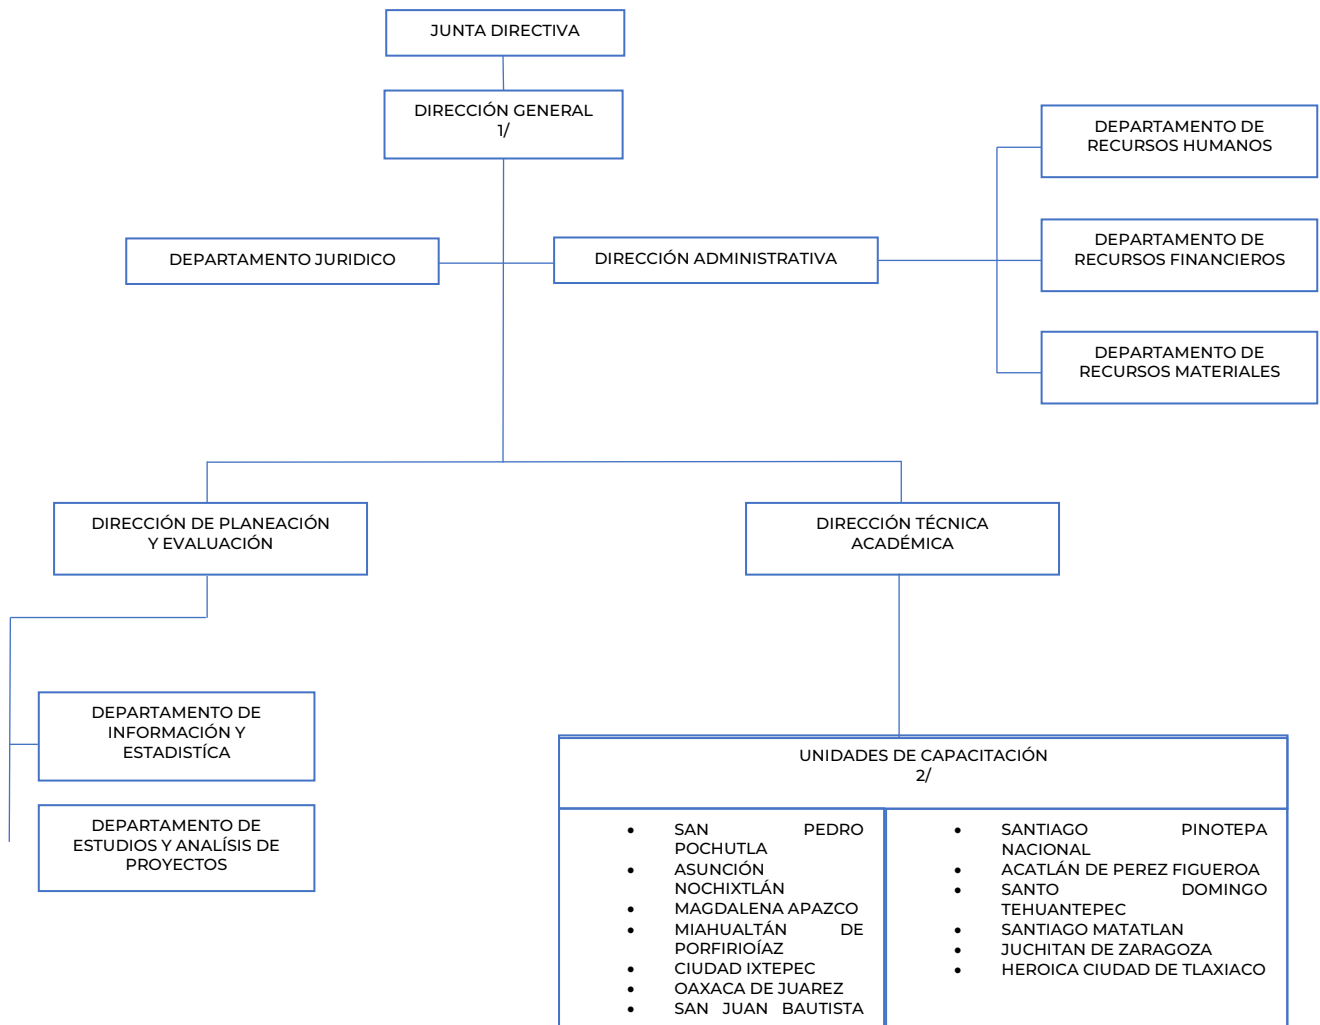 JUNTA DIRECTIVA
DIRECCIÓN GENERAL
1/
DEPARTAMENTO DE
RECURSOS HUMANOS
DEPARTAMENTO JURIDICO
DIRECCIÓN ADMINISTRATIVA
DEPARTAMENTO DE
RECURSOS FINANCIEROS
DEPARTAMENTO DE
RECURSOS MATERIALES
DIRECCIÓN DE PLANEACIÓN
Y EVALUACIÓN
DIRECCIÓN TÉCNICA
ACADÉMICA
DEPARTAMENTO DE
INFORMACIÓN Y
ESTADISTÍCA
DEPARTAMENTO DE
ESTUDIOS Y ANALÍSIS DE
PROYECTOS
UNIDADES DE CAPACITACIÓN
2/
• SAN PEDRO
POCHUTLA
• ASUNCIÓN
NOCHIXTLÁN
• MAGDALENA APAZCO
• MIAHUALTÁN DE
PORFIRIOÍAZ
• CIUDAD IXTEPEC
• OAXACA DE JUAREZ
• SAN JUAN BAUTISTA
• SANTIAGO PINOTEPA
NACIONAL
• ACATLÁN DE PEREZ FIGUEROA
• SANTO DOMINGO
TEHUANTEPEC
• SANTIAGO MATATLAN
• JUCHITAN DE ZARAGOZA
• HEROICA CIUDAD DE TLAXIACO